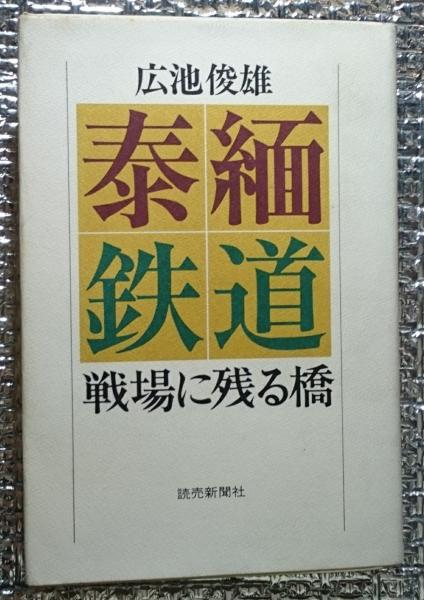 広池俊雄
泰緬
鉄道
戦場に残る橋
読売新聞社